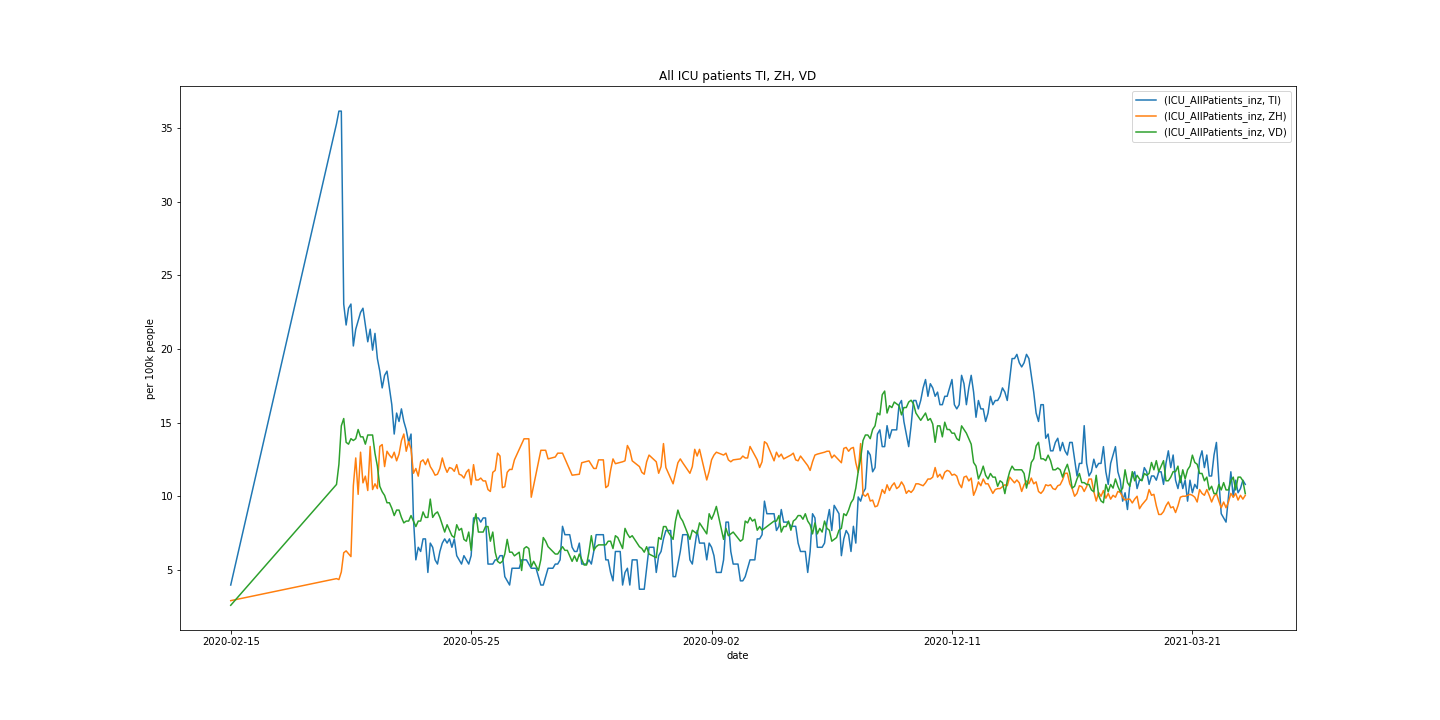 All ICU patients TI, ZH, VD
(ICU_AllPatients_inz, TI)
(ICU_AllPatients_inz, ZH)
(ICU_AllPatients_inz, VD)
per 100k people
35
30
25
20
15
10
5
2020-02-15
2020-05-25
2020-09-02
2020-12-11
2021-03-21
date